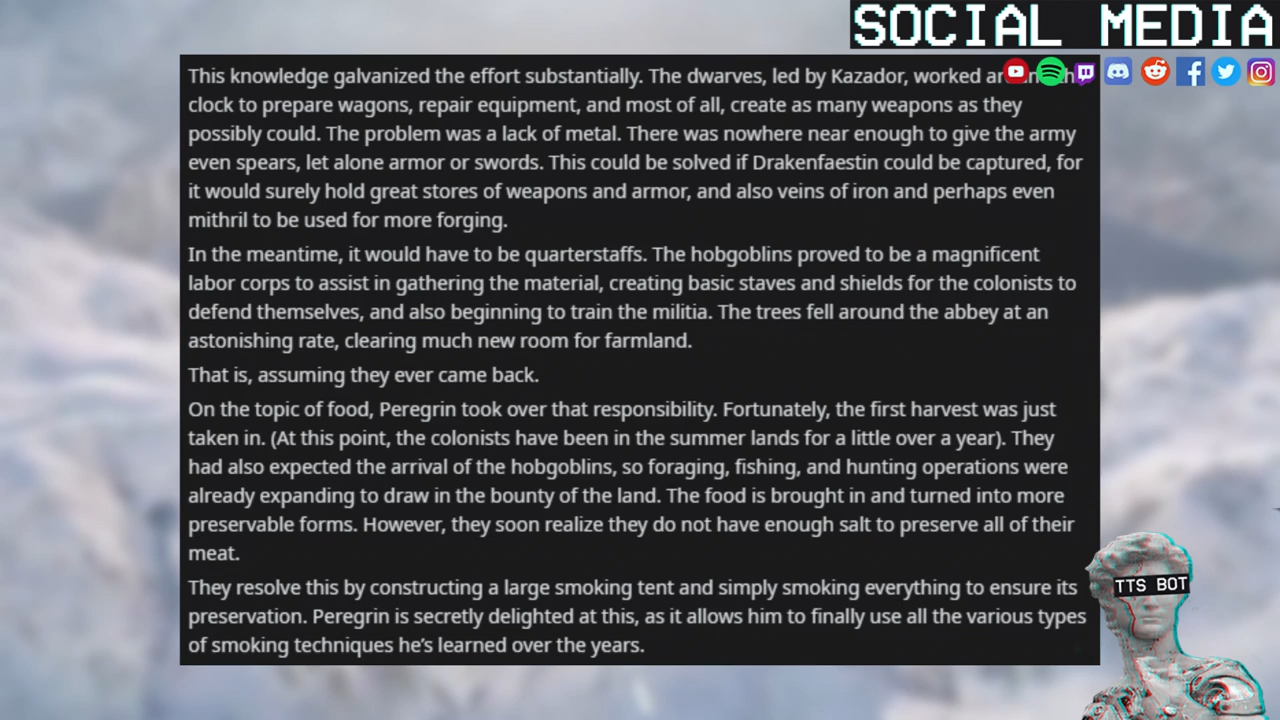 SOCIAL MEDIA
This knowledge galvanized the effort substantially. The dwarves, led by Kazador, worked
clock to prepare wagons, repair equipment, and most of all, create as many weapons as they
possibly could. The problem was a lack of metal. There was nowhere near enough to give the army
even spears, let alone armor or swords. This could be solved if Drakenfaestin could be captured, for
it would surely hold great stores of weapons and armor, and also veins of iron and perhaps even
mithril to be used for more forging.
In the meantime, it would have to be quarterstaffs. The hobgoblins proved to be a magnificent
labor corps to assist in gathering the material, creating basic staves and shields for the colonists to
defend themselves, and also beginning to train the militia. The trees fell around the abbey at an
astonishing rate, clearing much new room for farmland.
That is, assuming they ever came back.
On the topic of food, Peregrin took over that responsibility. Fortunately, the first harvest was just
taken in. (At this point, the colonists have been in the summer lands for a little over a year). They
had also expected the arrival of the hobgoblins, so foraging, fishing, and hunting operations were
already expanding to draw in the bounty of the land. The food is brought in and turned into more
preservable forms. However, they soon realize they do not have enough salt to preserve all of their
meat.
They resolve this by constructing a large smoking tent and simply smoking everything to ensure its
preservation. Peregrin is secretly delighted at this, as it allows him to finally use all the various types
of smoking techniques he’s learned over the years.
TTS BOT